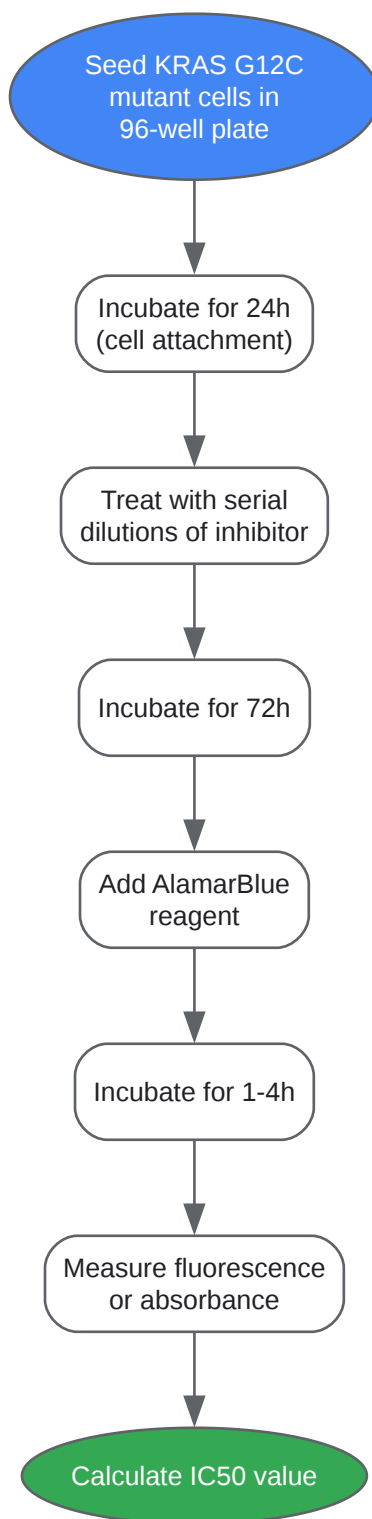 Seed KRAS G12C
mutant cells in
96-well plate
Incubate for 24h
(cell attachment)
Treat with serial
dilutions of inhibitor
Incubate for 72h
Add AlamarBlue
reagent
Incubate for 1-4h
Measure fluorescence
or absorbance
Calculate IC50 value